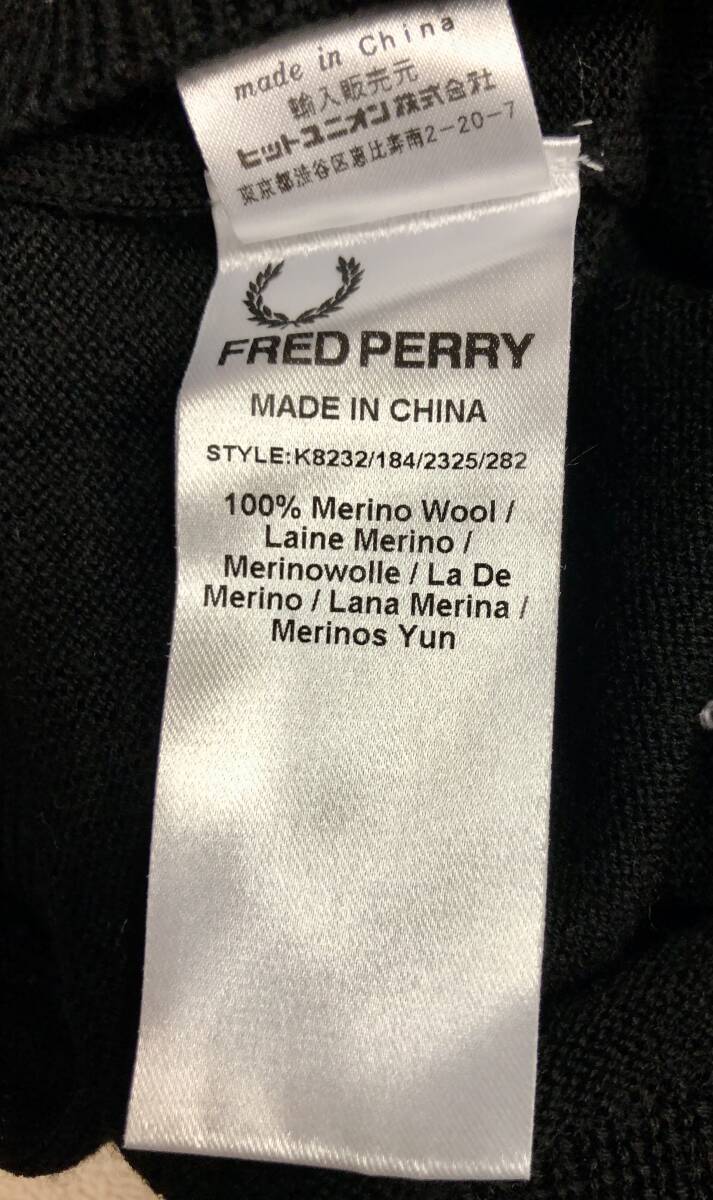 made in China
輸入販売元
ヒットユニオン株式会社
東京都渋谷区恵比寿南2-20-7
FRED PERRY
MADE IN CHINA
STYLE:K8232/184/2325/282
100% Merino Wool /
Laine Merino /
Merinowolle / La De
Merino / Lana Merina /
Merinos Yun